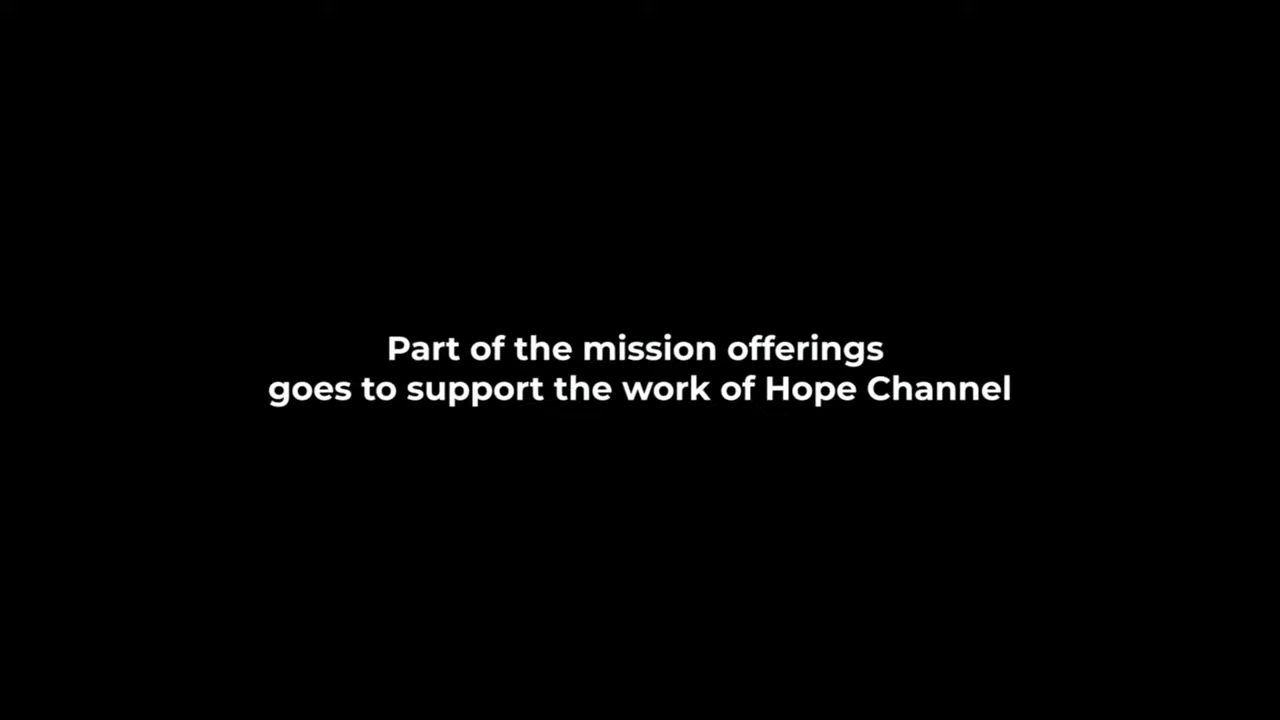 Part of the mission offerings
goes to support the work of Hope Channel